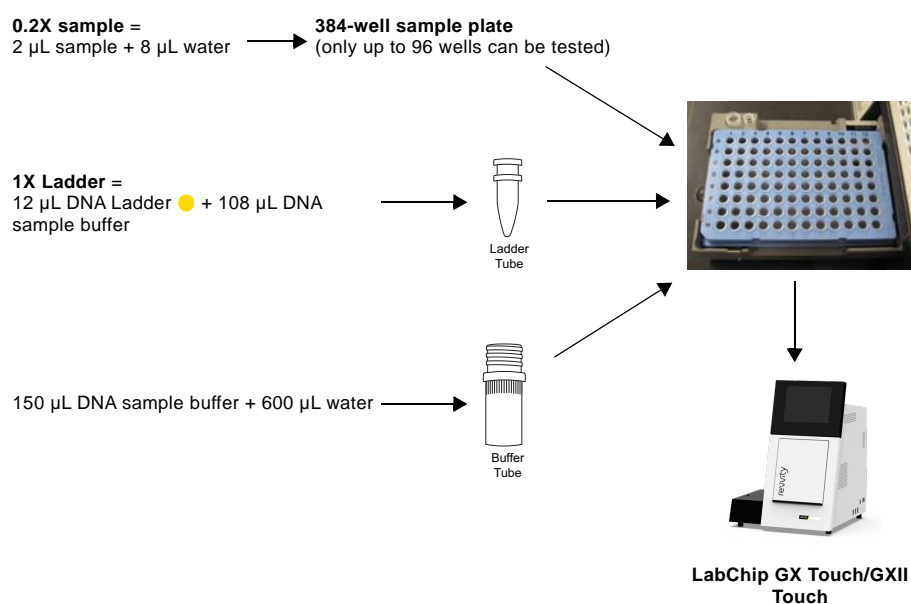 0.2X sample =
2 µL sample + 8 µL water
384-well sample plate
(only up to 96 wells can be tested)
1X Ladder =
12 µL DNA Ladder + 108 µL DNA
sample buffer
Ladder
Tube
150 µL DNA sample buffer + 600 µL water
Buffer
Tube
revvity
LabChip GX Touch/GXII
Touch